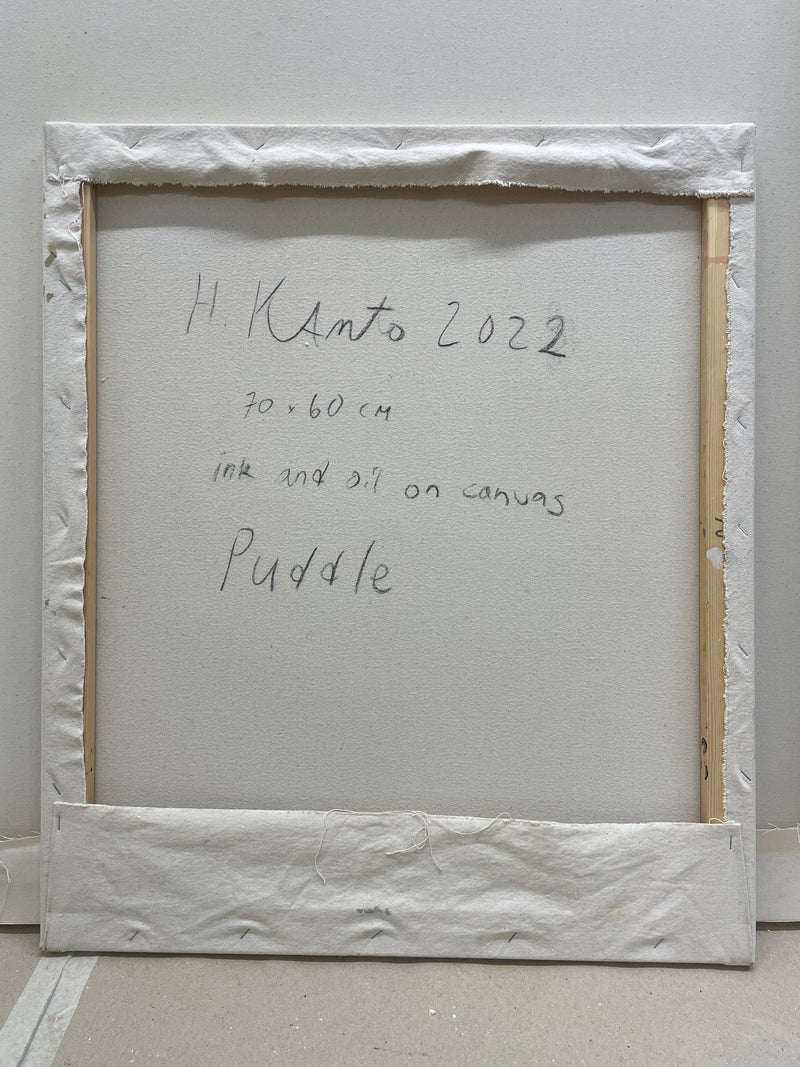 H. KAnto 2022
70 x 60 cm
ink and oil on canvas
Puddle